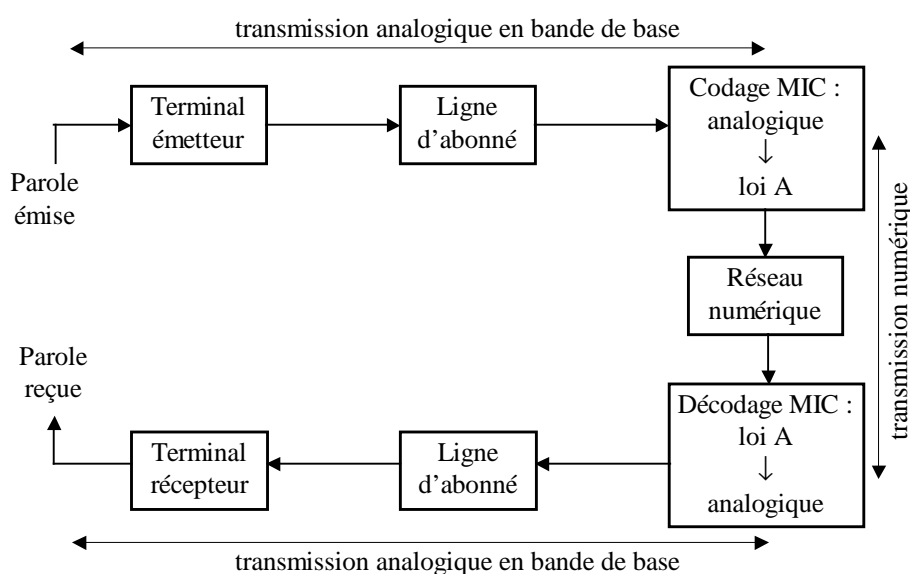 transmission analogique en bande de base
Terminal
émetteur
Ligne
d’abonné
Codage MIC :
analogique
↓
loi A
Parole
émise
Réseau
numérique
transmission numérique
Parole
reçue
Terminal
récepteur
Ligne
d’abonné
Décodage MIC :
loi A
↓
analogique
transmission analogique en bande de base